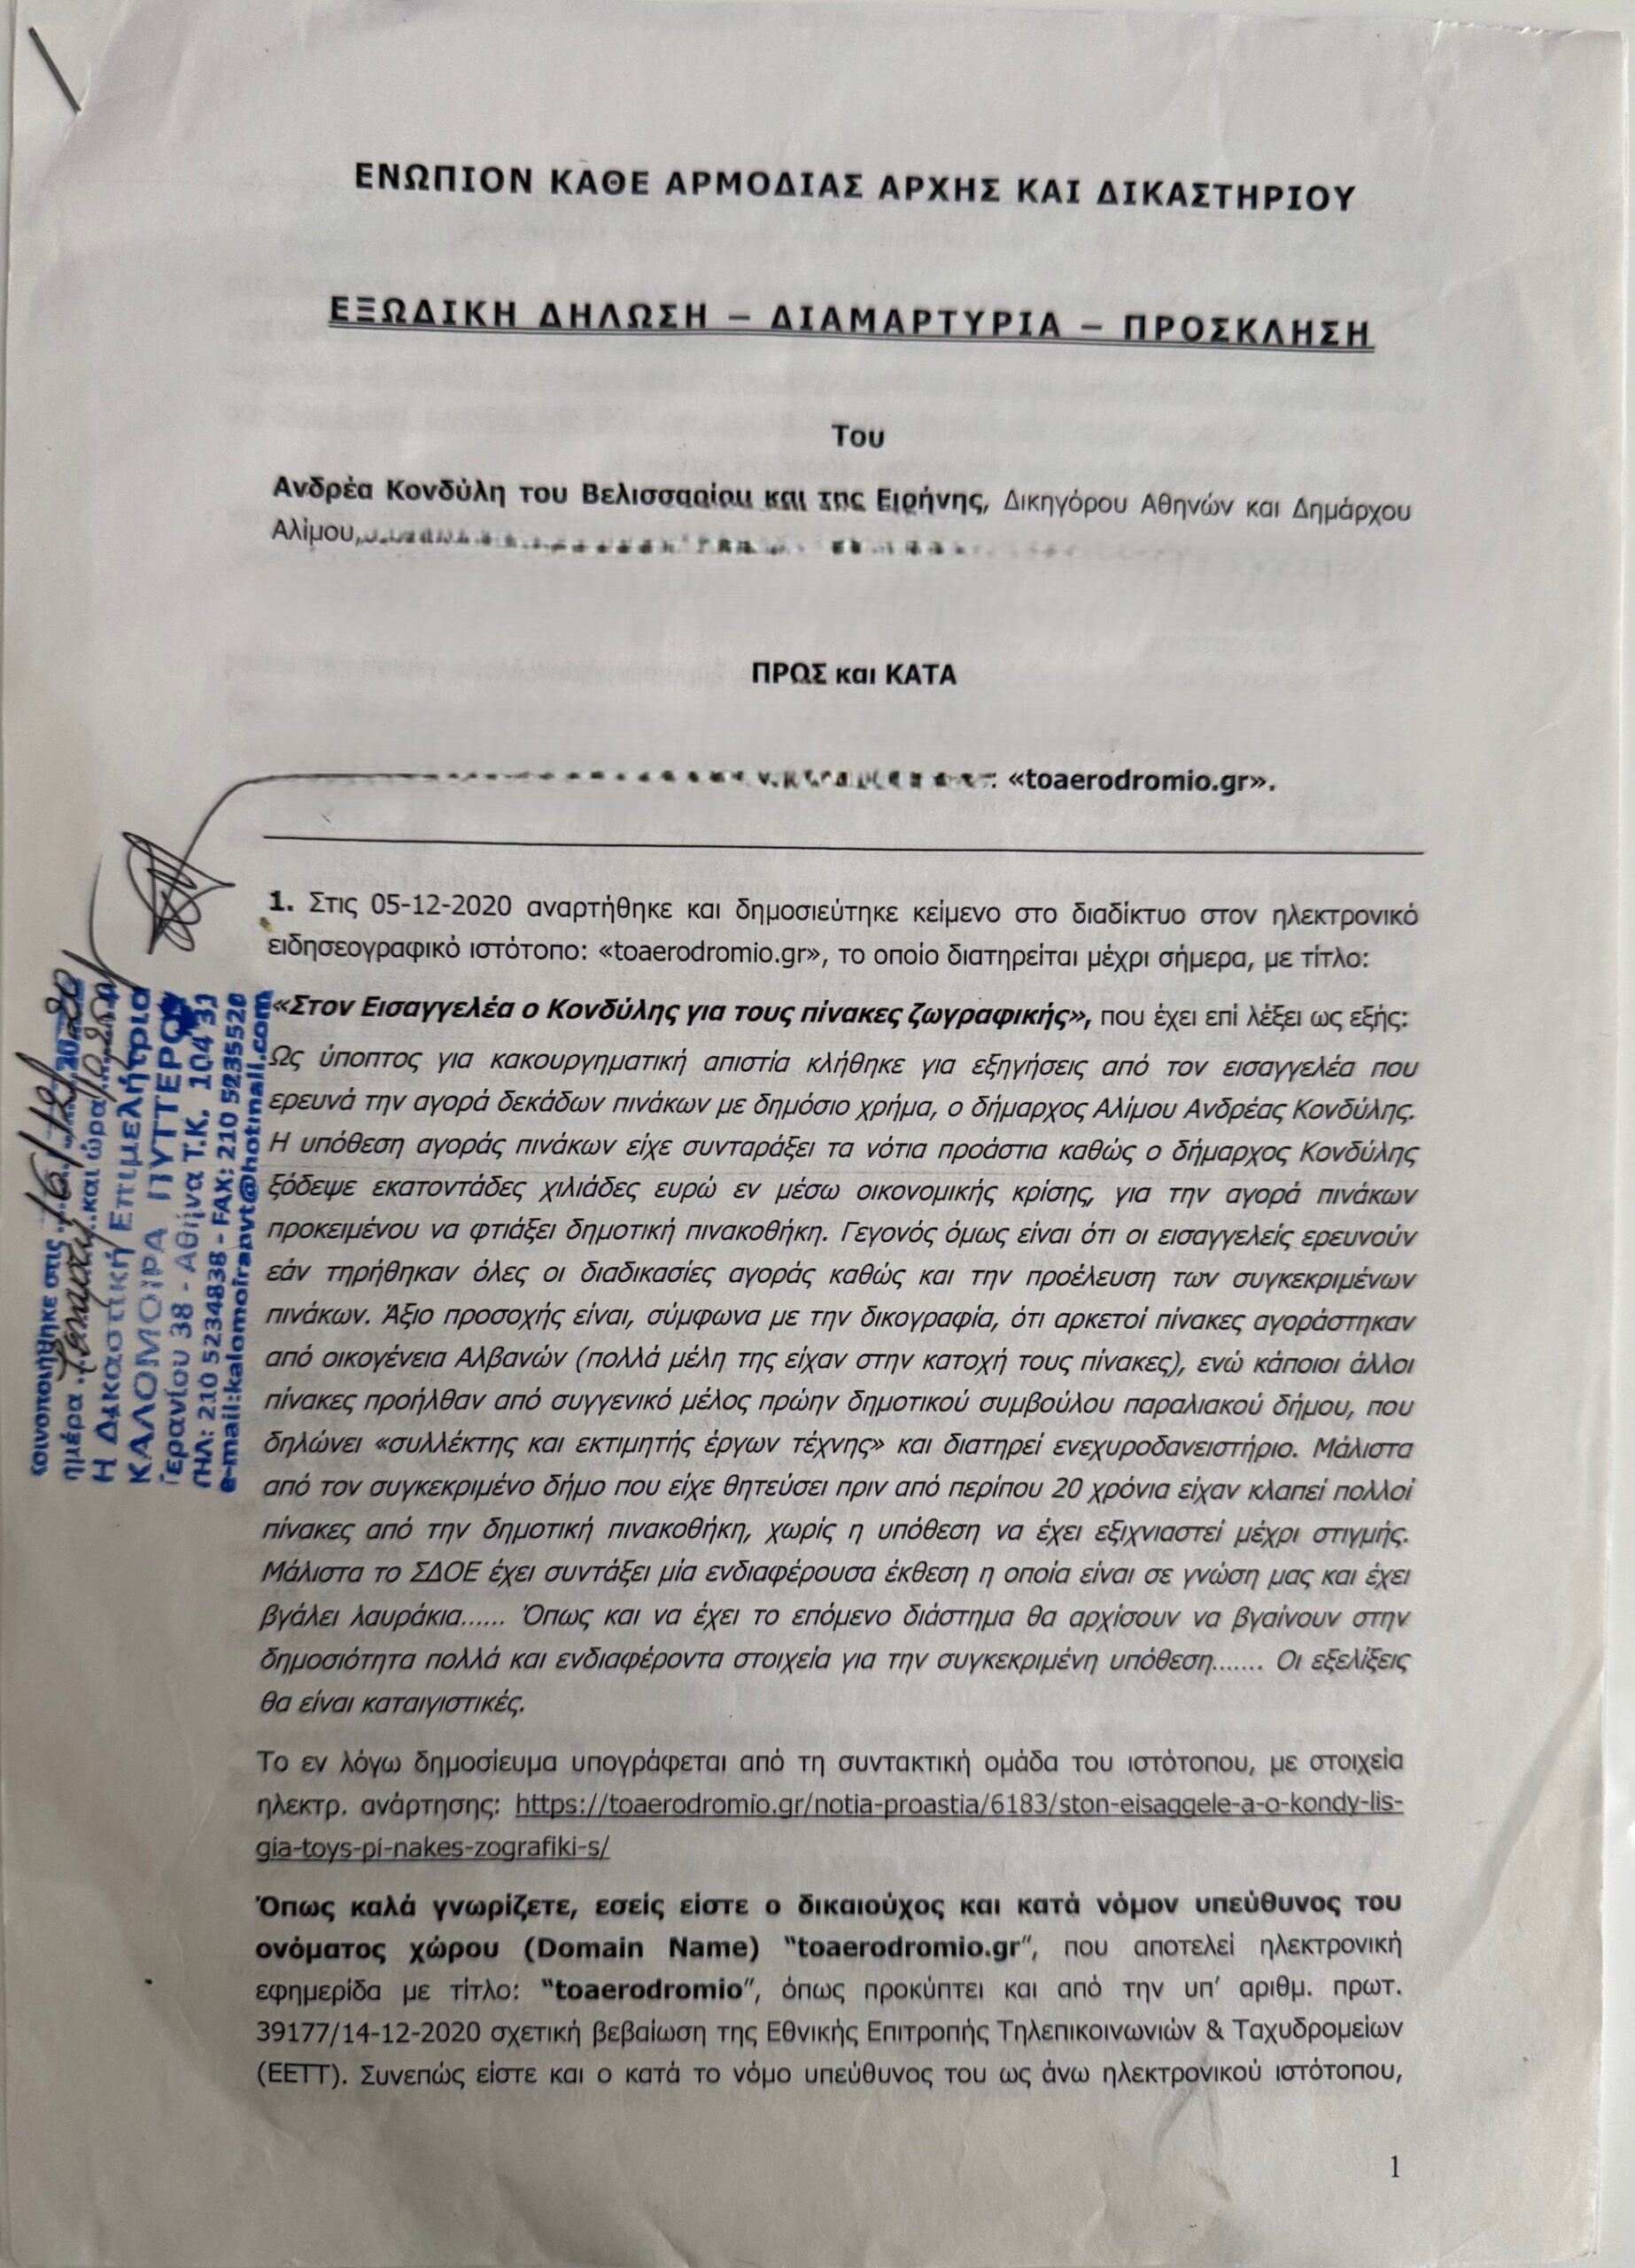 ΕΝΩΠΙΟΝ ΚΑΘΕ ΑΡΜΟΔΙΑΣ ΑΡΧΗΣ ΚΑΙ ΔΙΚΑΣΤΗΡΙΟΥ
ΕΞΩΔΙΚΗ ΔΗΛΩΣΗ – ΔΙΑΜΑΡΤΥΡΙΑ – ΠΡΟΣΚΛΗΣΗ
Του
Ανδρέα Κονδύλη του Βελισσαρίου και της Ειρήνης, Δικηγόρου Αθηνών και Δημάρχου
Αλίμου,
ΠΡΟΣ και ΚΑΤΑ
: «toaerodromio.gr».
1. Στις 05-12-2020 αναρτήθηκε και δημοσιεύτηκε κείμενο στο διαδίκτυο στον ηλεκτρονικό
ειδησεογραφικό ιστότοπο: «toaerodromio.gr», το οποίο διατηρείται μέχρι σήμερα, με τίτλο:
«Στον Εισαγγελέα ο Κονδύλης για τους πίνακες ζωγραφικής», που έχει επί λέξει ως εξής:
Ως ύποπτος για κακουργηματική απιστία κλήθηκε για εξηγήσεις από τον εισαγγελέα που
ερευνά την αγορά δεκάδων πινάκων με δημόσιο χρήμα, ο δήμαρχος Αλίμου Ανδρέας Κονδύλης.
Η υπόθεση αγοράς πινάκων είχε συνταράξει τα νότια προάστια καθώς ο δήμαρχος Κονδύλης
ξόδεψε εκατοντάδες χιλιάδες ευρώ εν μέσω οικονομικής κρίσης, για την αγορά πινάκων
προκειμένου να φτιάξει δημοτική πινακοθήκη. Γεγονός όμως είναι ότι οι εισαγγελείς ερευνούν
εάν τηρήθηκαν όλες οι διαδικασίες αγοράς καθώς και την προέλευση των συγκεκριμένων
πινάκων. Άξιο προσοχής είναι, σύμφωνα με την δικογραφία, ότι αρκετοί πίνακες αγοράστηκαν
από οικογένεια Αλβανών (πολλά μέλη της είχαν στην κατοχή τους πίνακες), ενώ κάποιοι άλλοι
πίνακες προήλθαν από συγγενικό μέλος πρώην δημοτικού συμβούλου παραλιακού δήμου, που
δηλώνει «συλλέκτης και εκτιμητής έργων τέχνης» και διατηρεί ενεχυροδανειστήριο. Μάλιστα
από τον συγκεκριμένο δήμο που είχε θητεύσει πριν από περίπου 20 χρόνια είχαν κλαπεί πολλοί
πίνακες από την δημοτική πινακοθήκη, χωρίς η υπόθεση να έχει εξιχνιαστεί μέχρι στιγμής.
Μάλιστα το ΣΔΟΕ έχει συντάξει μία ενδιαφέρουσα έκθεση η οποία είναι σε γνώση μας και έχει
βγάλει λαυράκια...... Όπως και να έχει το επόμενο διάστημα θα αρχίσουν να βγαίνουν στην
δημοσιότητα πολλά και ενδιαφέροντα στοιχεία για την συγκεκριμένη υπόθεση....... Οι εξελίξεις
θα είναι καταιγιστικές.
Το εν λόγω δημοσίευμα υπογράφεται από τη συντακτική ομάδα του ιστότοπου, με στοιχεία
ηλεκτρ. ανάρτησης: https://toaerodromio.gr/notia-proastia/6183/ston-eisaggele-a-o-kondy-lis-
gia-toys-pi-nakes-zografiki-s/
Όπως καλά γνωρίζετε, εσείς είστε ο δικαιούχος και κατά νόμον υπεύθυνος του
ονόματος χώρου (Domain Name) "toaerodromio.gr", που αποτελεί ηλεκτρονική
εφημερίδα με τίτλο: "toaerodromio", όπως προκύπτει και από την υπ' αριθμ. πρωτ.
39177/14-12-2020 σχετική βεβαίωση της Εθνικής Επιτροπής Τηλεπικοινωνιών & Ταχυδρομείων
(ΕΕΤΤ). Συνεπώς είστε και ο κατά το νόμο υπεύθυνος του ως άνω ηλεκτρονικού ιστότοπου,
1
κοινοποιήθηκε στις 16/12/2020
ημέρα Τετάρτη και ώρα
Η Δικαστική Επιμελήτρια
ΚΑΛΟΜΟΙΡΑ ΠΥΤΤΕΡΟΥ
Γερανίου 38 - Αθήνα Τ.Κ. 104 31
ΤΗΛ: 210 5234838 - FAX: 210 5235520
e-mail:kalomoirapyt@hotmail.com